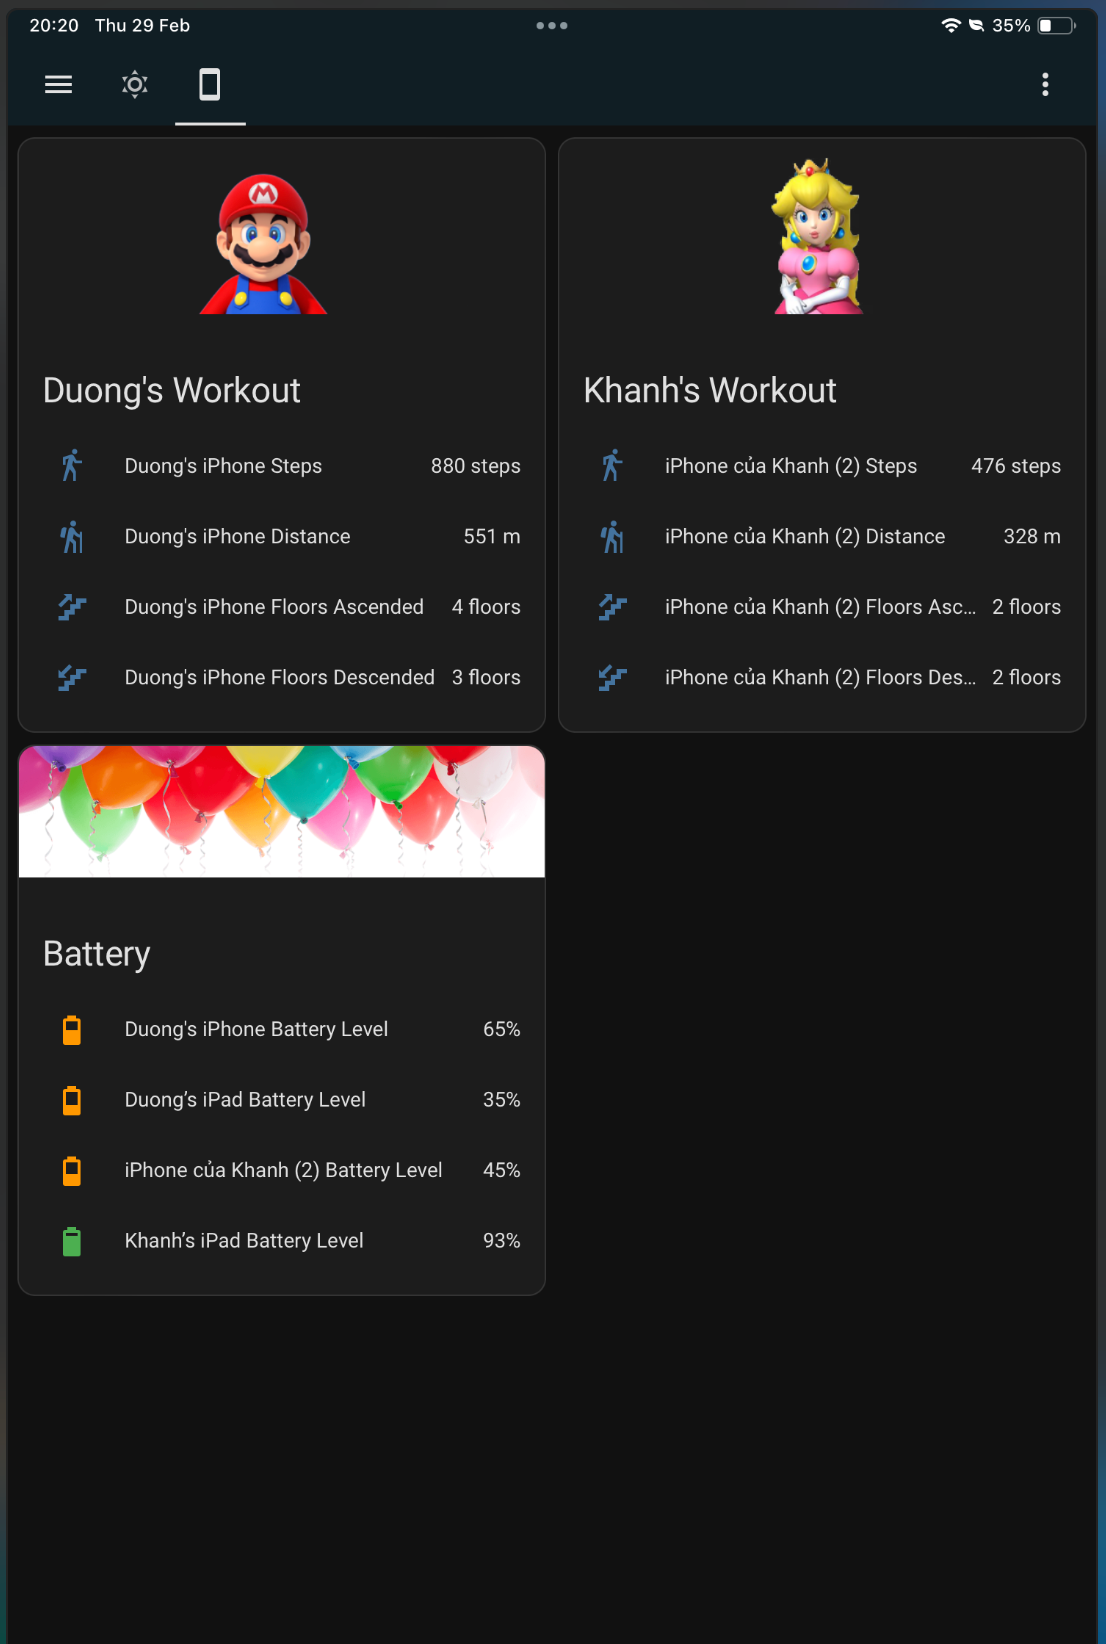 20:20 Thu 29 Feb
35%
M
Duong's Workout
Duong's iPhone Steps 880 steps
Duong's iPhone Distance 551 m
Duong's iPhone Floors Ascended 4 floors
Duong's iPhone Floors Descended 3 floors
Khanh's Workout
iPhone của Khanh (2) Steps 476 steps
iPhone của Khanh (2) Distance 328 m
iPhone của Khanh (2) Floors Asc... 2 floors
iPhone của Khanh (2) Floors Des... 2 floors
Battery
Duong's iPhone Battery Level 65%
Duong’s iPad Battery Level 35%
iPhone của Khanh (2) Battery Level 45%
Khanh’s iPad Battery Level 93%